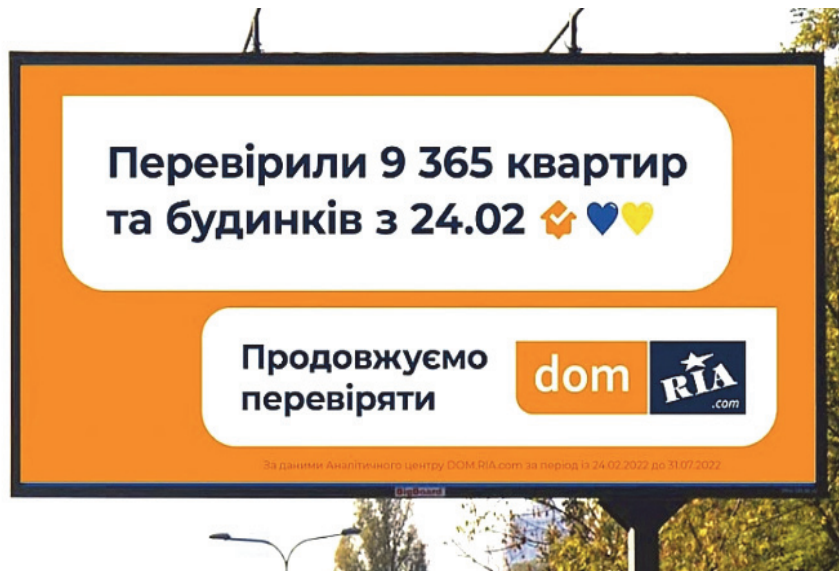 Перевірили 9 365 квартир
та будинків з 24.02
Продовжуємо
перевіряти
dom
RIA
.com
За даними Аналітичного центру DOM.RIA.com за період із 24.02.2022 до 31.07.2022
BigBoard